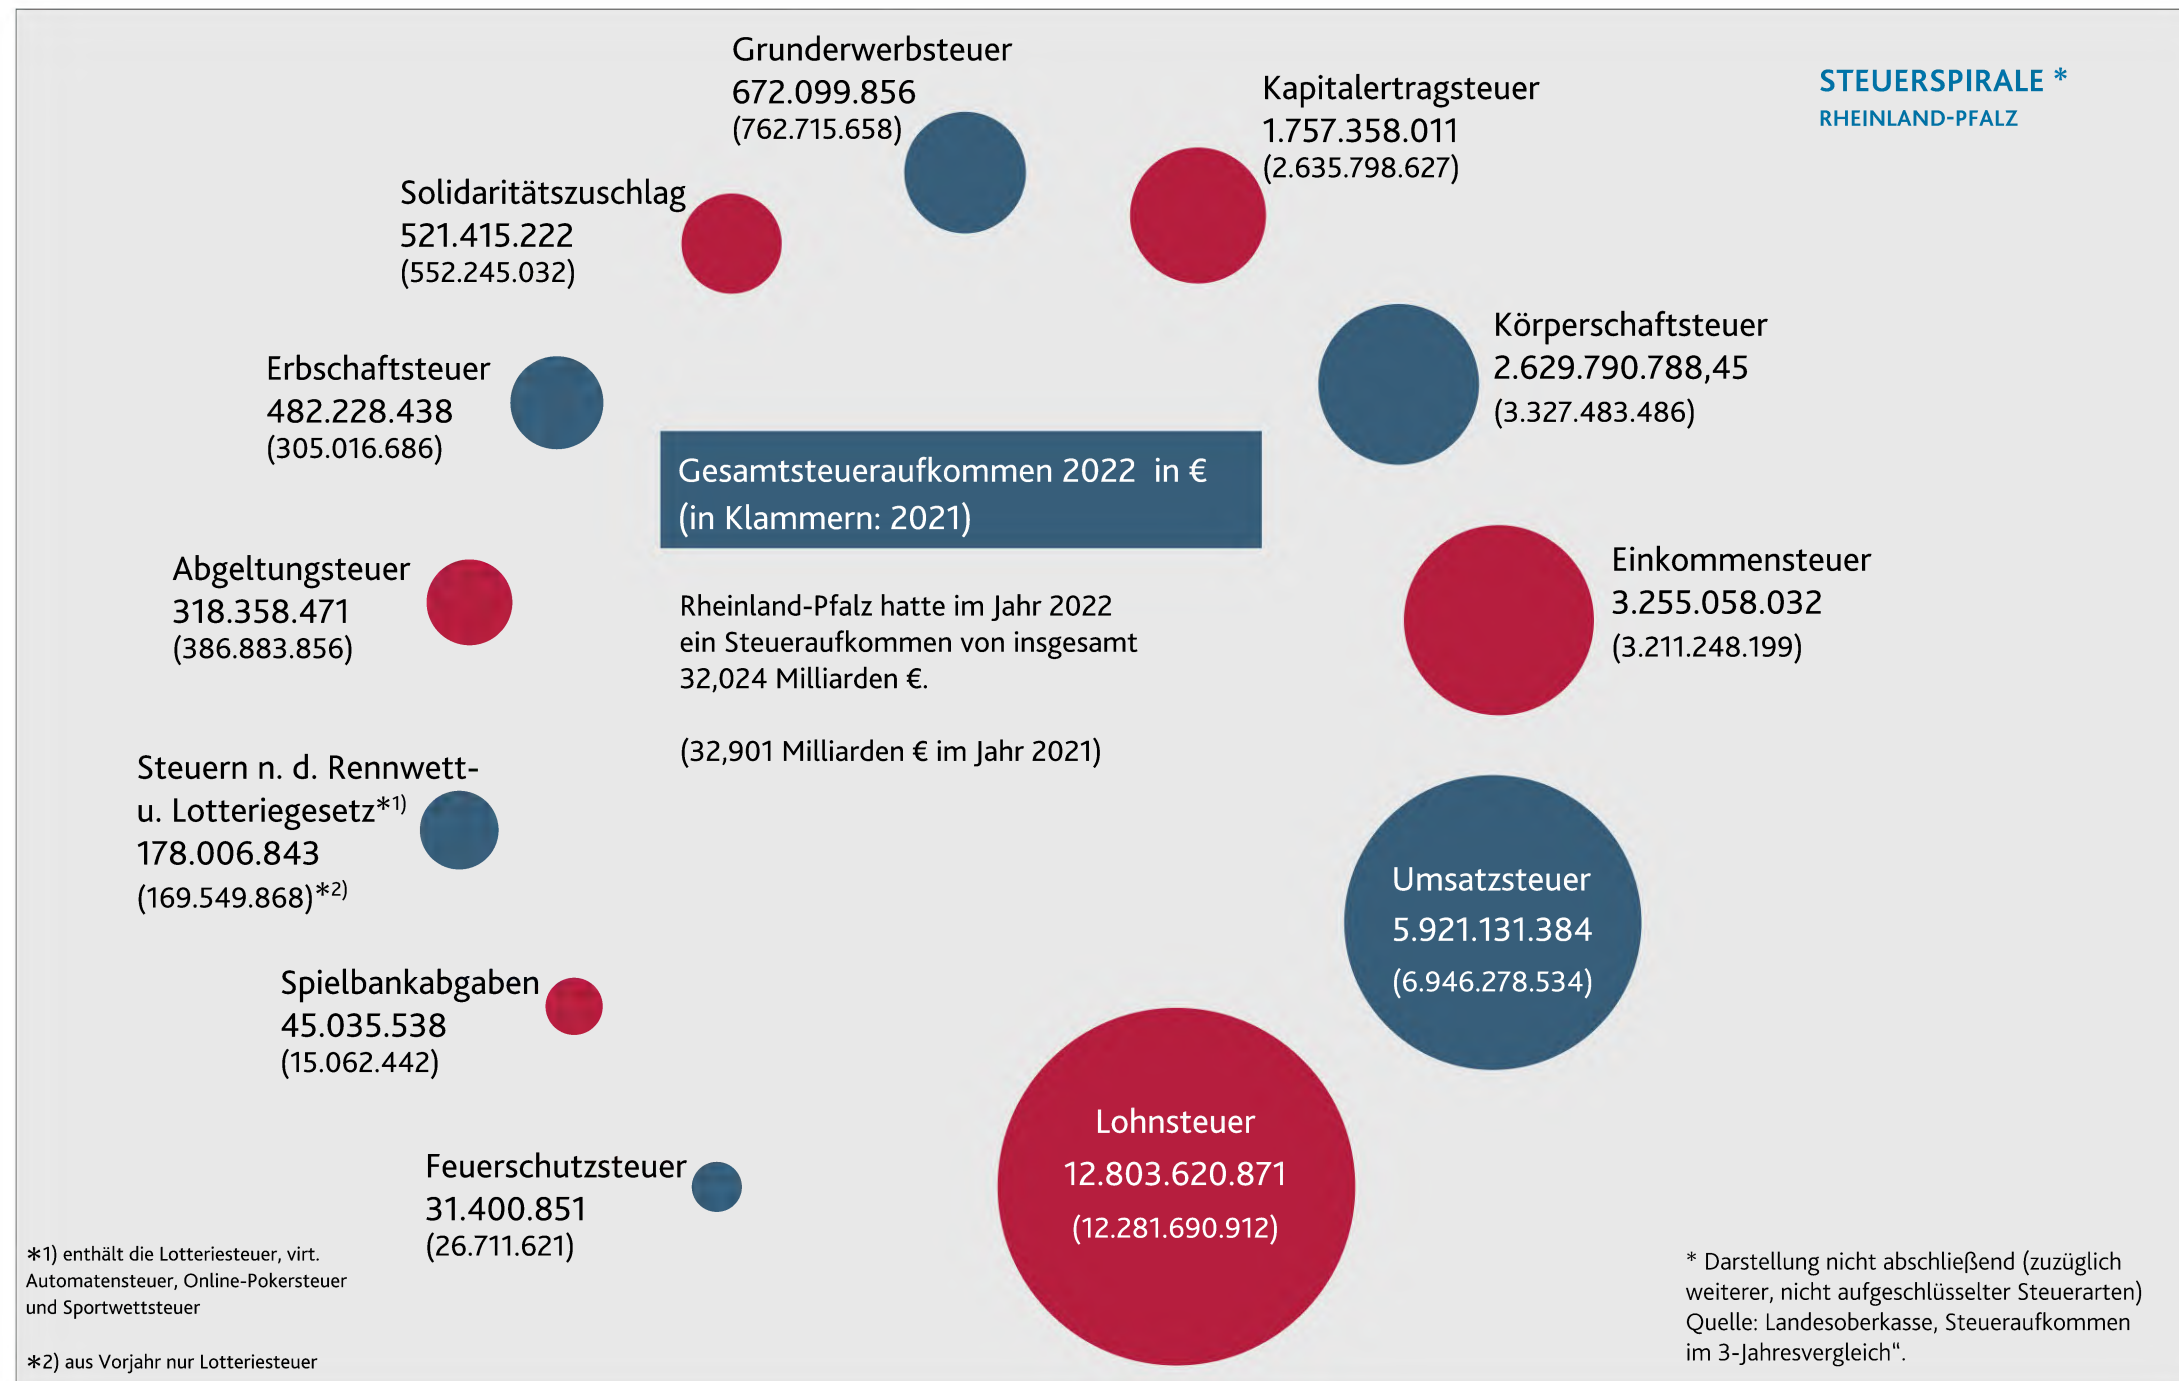 STEUERSPIRALE *
RHEINLAND-PFALZ
Grunderwerbsteuer
672.099.856
(762.715.658)
Kapitalertragsteuer
1.757.358.011
(2.635.798.627)
Solidaritätszuschlag
521.415.222
(552.245.032)
Körperschaftsteuer
2.629.790.788,45
(3.327.483.486)
Erbschaftsteuer
482.228.438
(305.016.686)
Gesamtsteueraufkommen 2022 in €
(in Klammern: 2021)
Rheinland-Pfalz hatte im Jahr 2022
ein Steueraufkommen von insgesamt
32,024 Milliarden €.
(32,901 Milliarden € im Jahr 2021)
Einkommensteuer
3.255.058.032
(3.211.248.199)
Abgeltungsteuer
318.358.471
(386.883.856)
Steuern n. d. Rennwett-
u. Lotteriegesetz*1)
178.006.843
(169.549.868)*2)
Umsatzsteuer
5.921.131.384
(6.946.278.534)
Spielbankabgaben
45.035.538
(15.062.442)
Lohnsteuer
12.803.620.871
(12.281.690.912)
Feuerschutzsteuer
31.400.851
(26.711.621)
*1) enthält die Lotteriesteuer, virt.
Automatensteuer, Online-Pokersteuer
und Sportwettsteuer
*2) aus Vorjahr nur Lotteriesteuer
* Darstellung nicht abschließend (zuzüglich
weiterer, nicht aufgeschlüsselter Steuerarten)
Quelle: Landesoberkasse, Steueraufkommen
im 3-Jahresvergleich“.